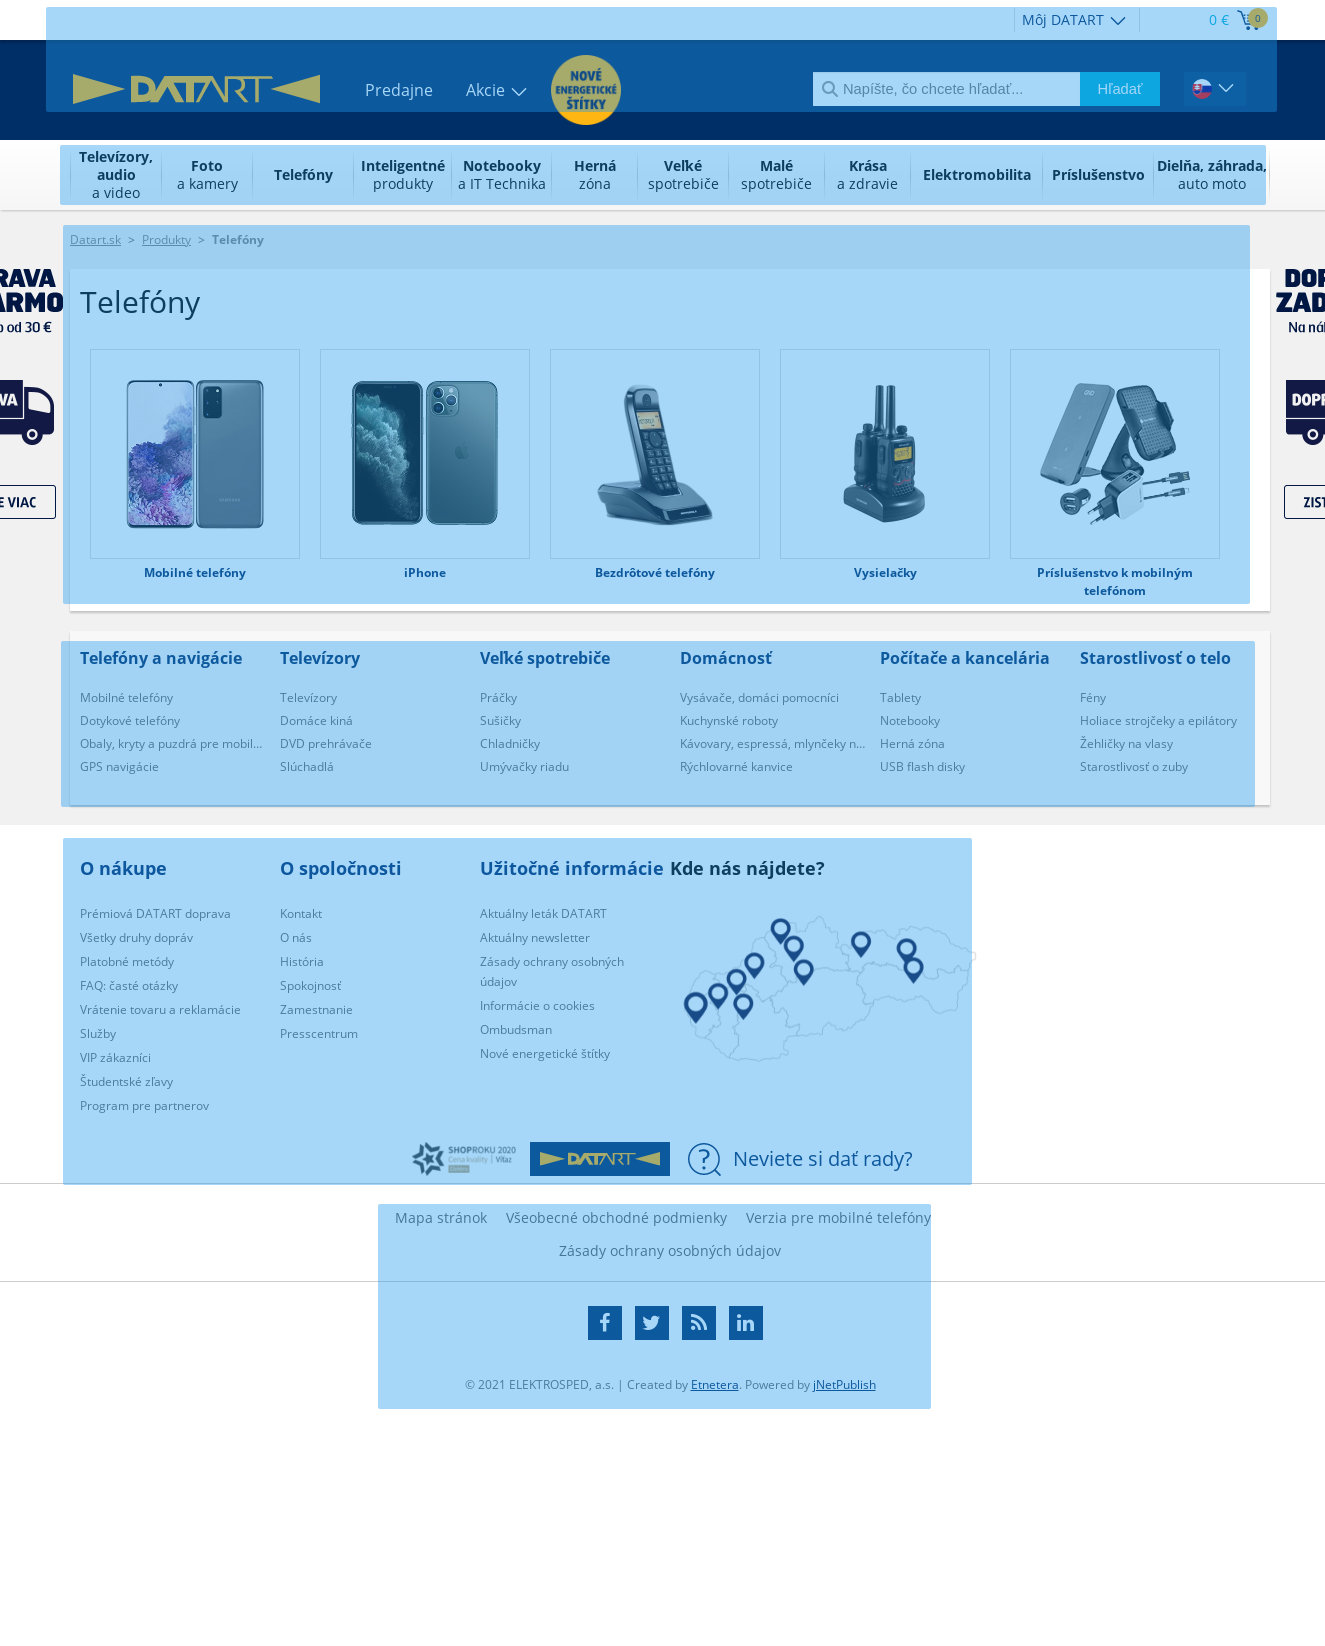 Môj DATART
0 €
0
DATART
Predajne
Akcie
NOVÉ
ENERGETICKÉ
ŠTÍTKY
Napíšte, čo chcete hľadať...
Hľadať
Televízory,
audio
a video
Foto
a kamery
Telefóny
Inteligentné
produkty
Notebooky
a IT Technika
Herná
zóna
Veľké
spotrebiče
Malé
spotrebiče
Krása
a zdravie
Elektromobilita
Príslušenstvo
Dielňa, záhrada,
auto moto
Datart.sk > Produkty > Telefóny
Telefóny
Mobilné telefóny
iPhone
Bezdrôtové telefóny
Vysielačky
Príslušenstvo k mobilným
telefónom
od 30 €
VIAC
Telefóny a navigácie
Mobilné telefóny
Dotykové telefóny
Obaly, kryty a puzdrá pre mobil...
GPS navigácie
Televízory
Televízory
Domáce kiná
DVD prehrávače
Slúchadlá
Veľké spotrebiče
Práčky
Sušičky
Chladničky
Umývačky riadu
Domácnosť
Vysávače, domáci pomocníci
Kuchynské roboty
Kávovary, espressá, mlynčeky n...
Rýchlovarné kanvice
Počítače a kancelária
Tablety
Notebooky
Herná zóna
USB flash disky
Starostlivosť o telo
Fény
Holiace strojčeky a epilátory
Žehličky na vlasy
Starostlivosť o zuby
O nákupe
Prémiová DATART doprava
Všetky druhy dopráv
Platobné metódy
FAQ: časté otázky
Vrátenie tovaru a reklamácie
Služby
VIP zákazníci
Študentské zľavy
Program pre partnerov
O spoločnosti
Kontakt
O nás
História
Spokojnosť
Zamestnanie
Presscentrum
Užitočné informácie
Aktuálny leták DATART
Aktuálny newsletter
Zásady ochrany osobných
údajov
Informácie o cookies
Ombudsman
Nové energetické štítky
Kde nás nájdete?
SHOPROKU 2020
Cena kvality | Víťaz
DATART
Neviete si dať rady?
Mapa stránok Všeobecné obchodné podmienky Verzia pre mobilné telefóny
Zásady ochrany osobných údajov
© 2021 ELEKTROSPED, a.s. | Created by Etnetera. Powered by jNetPublish